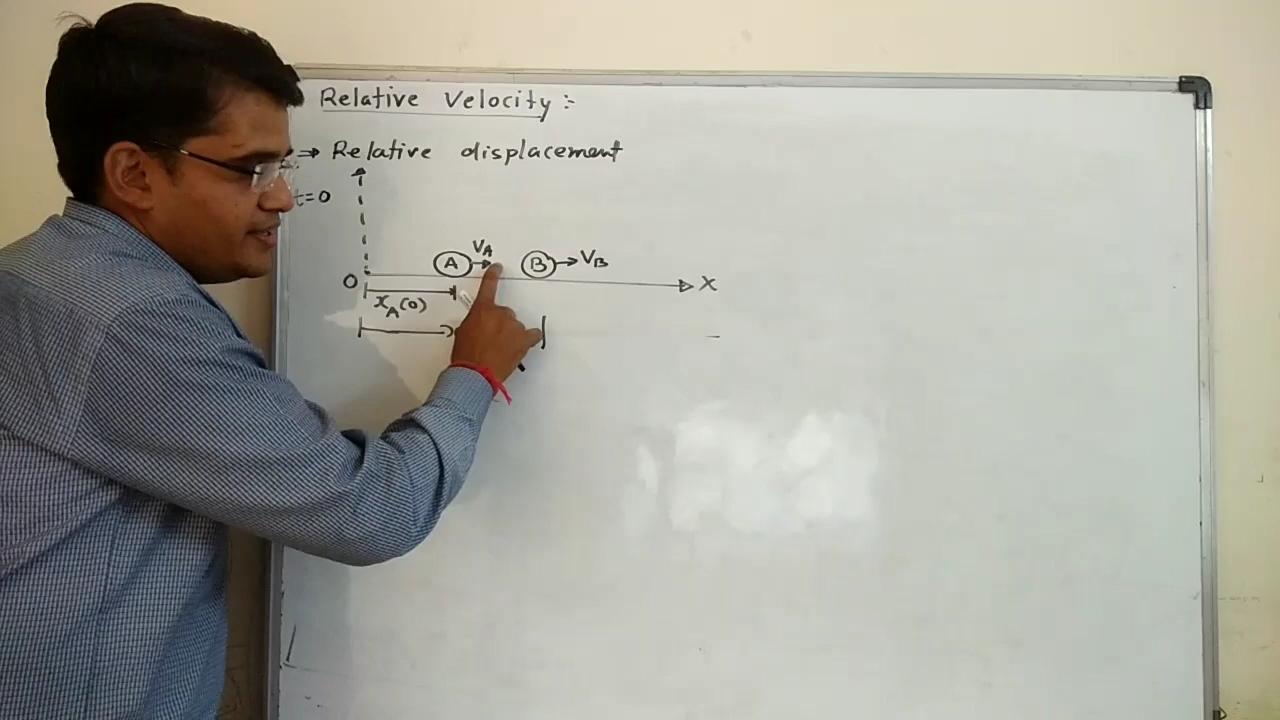 Relative Velocity :-
⇒ Relative displacement
t=0
A V_A B V_B
O X
x_A(0)